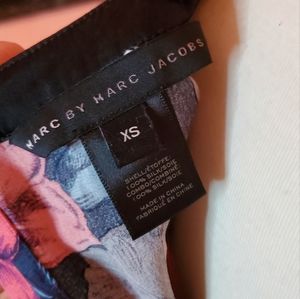 MARC BY MARC JACOBS
XS
SHELL/ÉTOFFE:
100% SILK/SOIE
COMBO/COMBINÉ:
100% SILK/SOIE
MADE IN CHINA
FABRIQUÉ EN CHINE